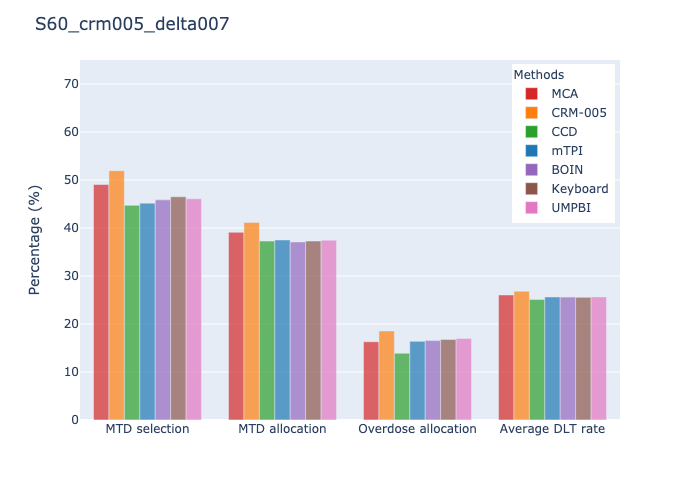 S60_crm005_delta007
Methods
MCA
CRM-005
CCD
mTPI
BOIN
Keyboard
UMPBI
Percentage (%)
70
60
50
40
30
20
10
0
MTD selection
MTD allocation
Overdose allocation
Average DLT rate